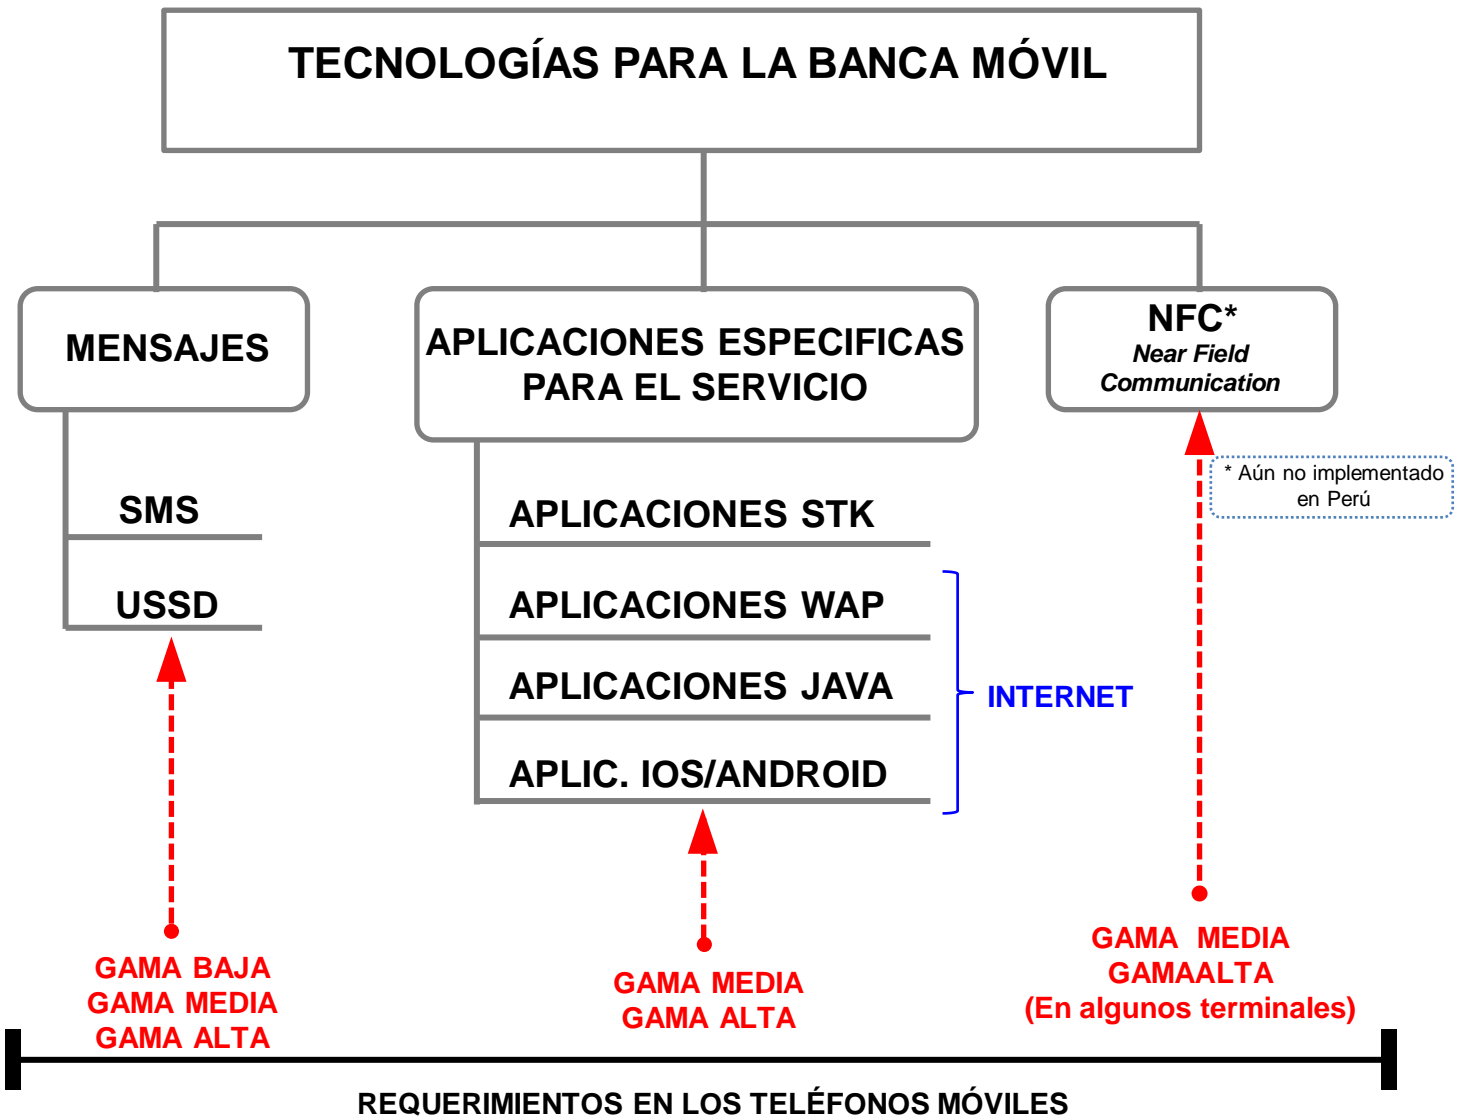 TECNOLOGÍAS PARA LA BANCA MÓVIL
MENSAJES
SMS
USSD
GAMA BAJA
GAMA MEDIA
GAMA ALTA
APLICACIONES ESPECIFICAS
PARA EL SERVICIO
APLICACIONES STK
APLICACIONES WAP
APLICACIONES JAVA
APLIC. IOS/ANDROID
INTERNET
GAMA MEDIA
GAMA ALTA
NFC*
Near Field
Communication
* Aún no implementado
en Perú
GAMA MEDIA
GAMAALTA
(En algunos terminales)
REQUERIMIENTOS EN LOS TELÉFONOS MÓVILES